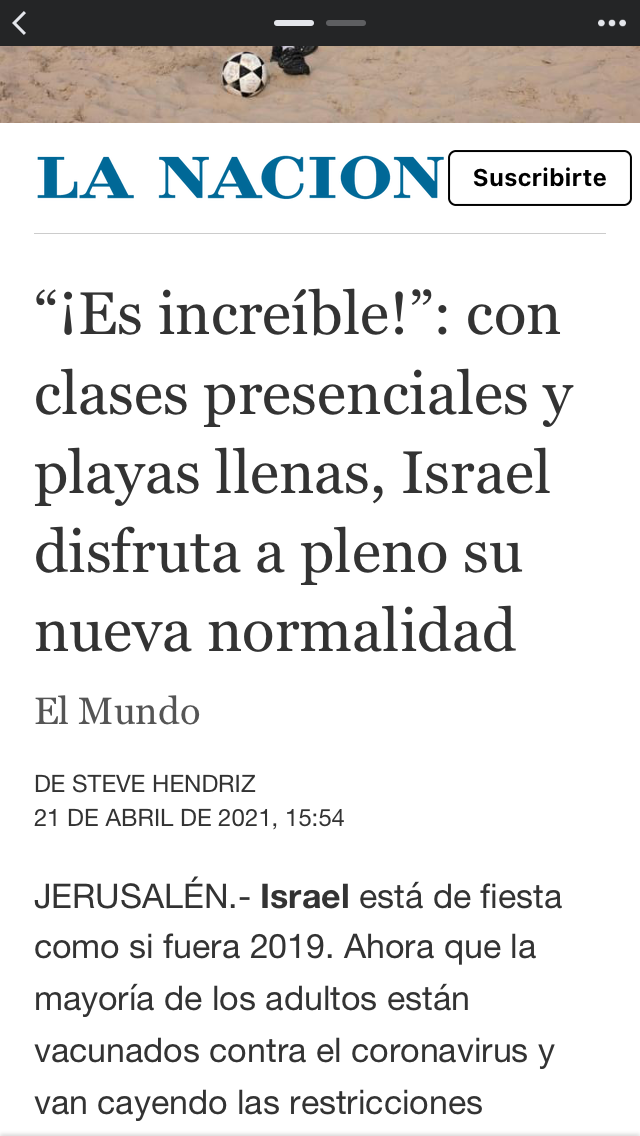 LA NACION
Suscribirte
“¡Es increíble!”: con
clases presenciales y
playas llenas, Israel
disfruta a pleno su
nueva normalidad
El Mundo
DE STEVE HENDRIZ
21 DE ABRIL DE 2021, 15:54
JERUSALÉN.- Israel está de fiesta
como si fuera 2019. Ahora que la
mayoría de los adultos están
vacunados contra el coronavirus y
van cayendo las restricciones